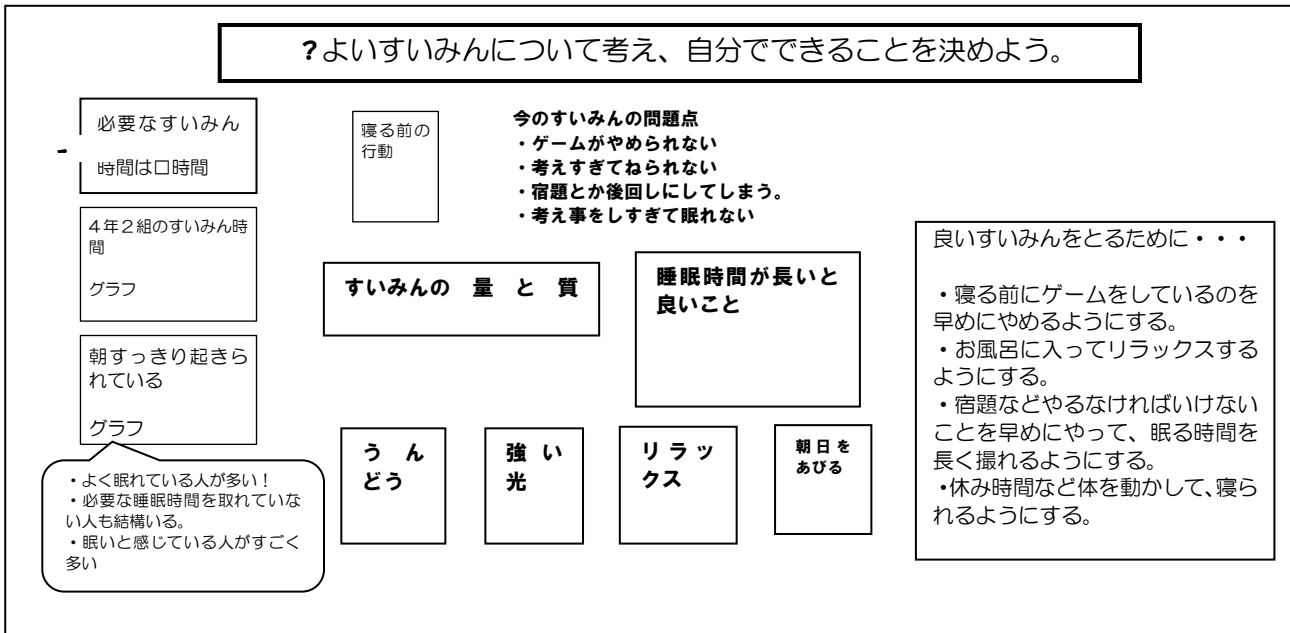 ?よいすいみんについて考え、自分でできることを決めよう。
必要なすいみん
時間は口時間
4年2組のすいみん時
間
グラフ
朝すっきり起きら
れている
グラフ
・よく眠れている人が多い!
・必要な睡眠時間を取れていな
い人も結構いる。
・眠いと感じている人がすごく
多い
寝る前の
行動
今のすいみんの問題点
・ゲームがやめられない
・考えすぎてねられない
・宿題とか後回しにしてしまう。
・考え事をしすぎて眠れない
すいみんの 量 と 質
睡眠時間が長いと
良いこと
うん
どう
強い
光
リラッ
クス
朝日を
あびる
良いすいみんをとるために・・・
・寝る前にゲームをしているのを
早めにやめるようにする。
・お風呂に入ってリラックスする
ようにする。
・宿題などやるなければいけない
ことを早めにやって、眠る時間を
長く撮れるようにする。
・休み時間など体を動かして、寝ら
れるようにする。